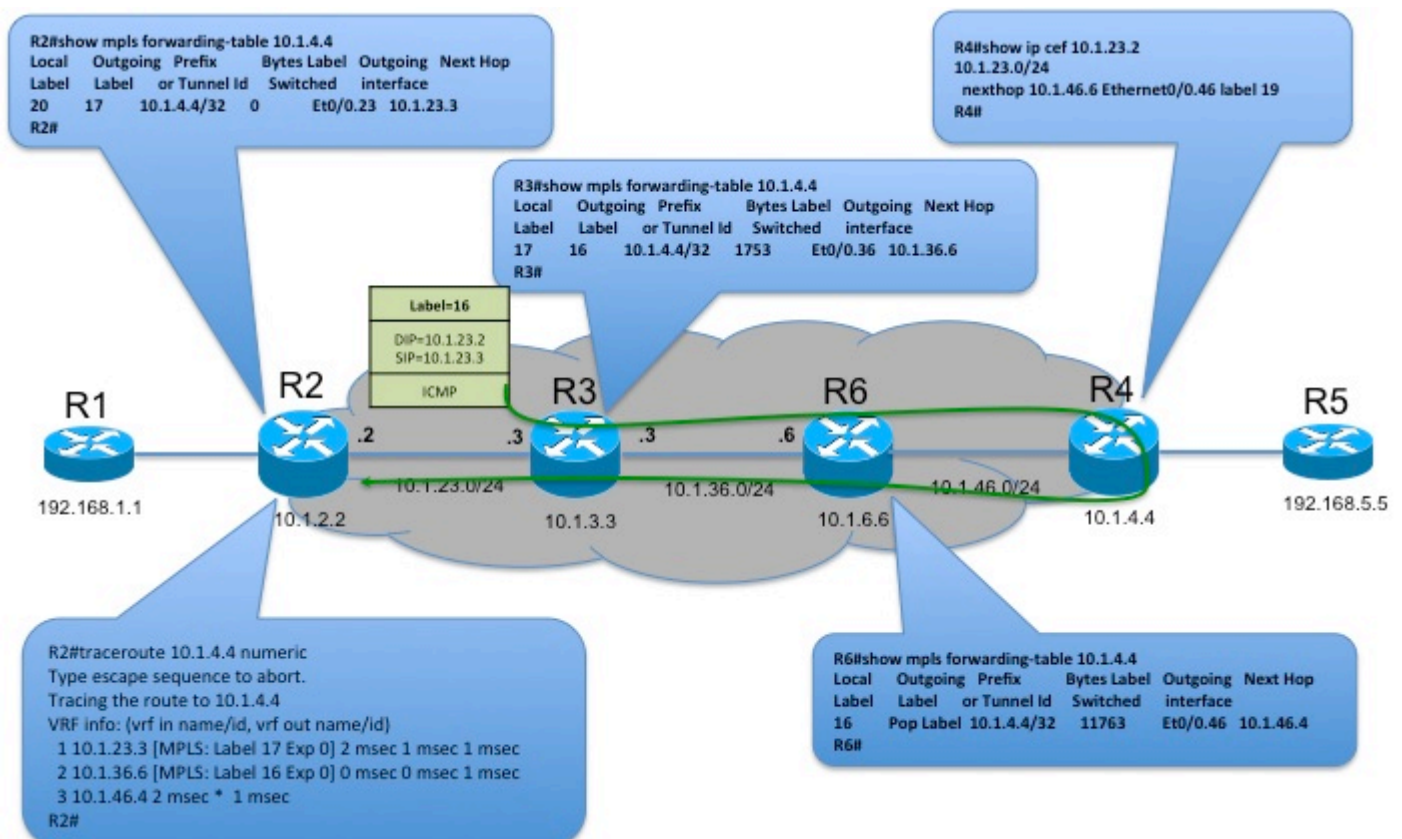 R2#show mpls forwarding-table 10.1.4.4
Local Outgoing Prefix Bytes Label Outgoing Next Hop
Label Label or Tunnel Id Switched interface
20 17 10.1.4.4/32 0 Et0/0.23 10.1.23.3
R2#
R4#show ip cef 10.1.23.2
10.1.23.0/24
nexthop 10.1.46.6 Ethernet0/0.46 label 19
R4#
R3#show mpls forwarding-table 10.1.4.4
Local Outgoing Prefix Bytes Label Outgoing Next Hop
Label Label or Tunnel Id Switched interface
17 16 10.1.4.4/32 1753 Et0/0.36 10.1.36.6
R3#
Label=16
DIP=10.1.23.2
SIP=10.1.23.3
ICMP
R1
R2
R3
R6
R4
R5
.2
.3
.3
.6
192.168.1.1
10.1.23.0/24
10.1.36.0/24
10.1.46.0/24
192.168.5.5
10.1.2.2
10.1.3.3
10.1.6.6
10.1.4.4
R2#traceroute 10.1.4.4 numeric
Type escape sequence to abort.
Tracing the route to 10.1.4.4
VRF info: (vrf in name/id, vrf out name/id)
1 10.1.23.3 [MPLS: Label 17 Exp 0] 2 msec 1 msec 1 msec
2 10.1.36.6 [MPLS: Label 16 Exp 0] 0 msec 0 msec 1 msec
3 10.1.46.4 2 msec * 1 msec
R2#
R6#show mpls forwarding-table 10.1.4.4
Local Outgoing Prefix Bytes Label Outgoing Next Hop
Label Label or Tunnel Id Switched interface
16 Pop Label 10.1.4.4/32 11763 Et0/0.46 10.1.46.4
R6#